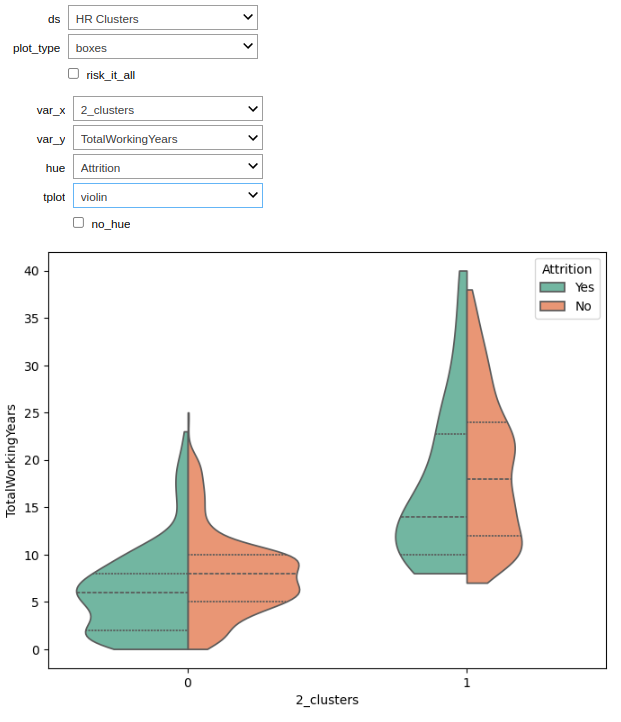 ds HR Clusters
plot_type boxes
risk_it_all
var_x 2_clusters
var_y TotalWorkingYears
hue Attrition
tplot violin
no_hue
Attrition
Yes
No
40
35
30
25
20
15
10
5
0
TotalWorkingYears
0 1
2_clusters